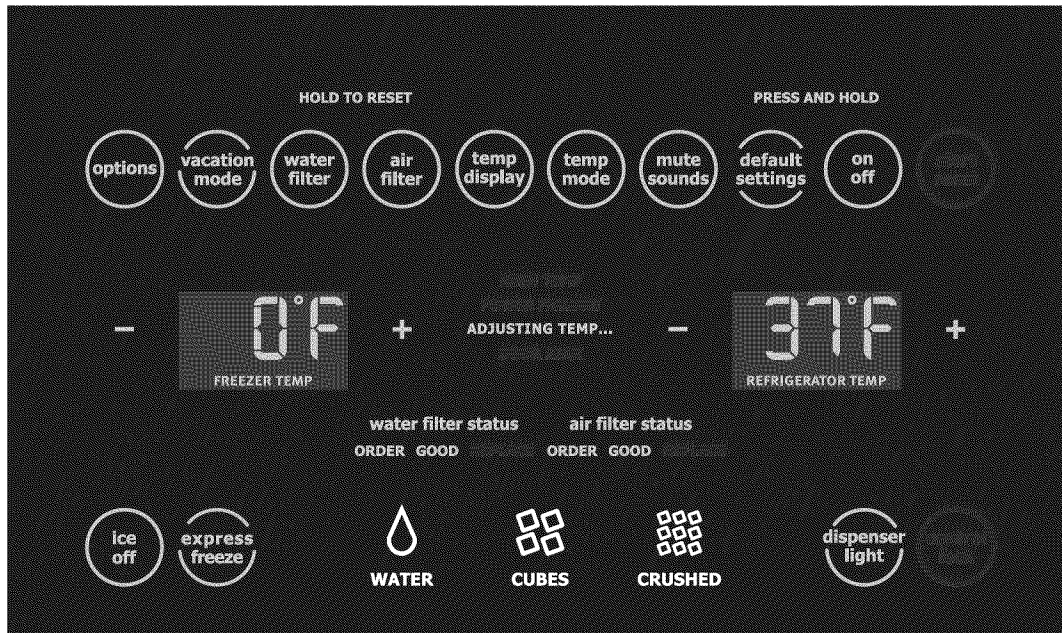 HOLD TO RESET
PRESS AND HOLD
options
vacation
mode
water
filter
air
filter
temp
display
temp
mode
mute
sounds
default
settings
on
off
0°F
FREEZER TEMP
ADJUSTING TEMP...
37°F
REFRIGERATOR TEMP
water filter status
ORDER GOOD
air filter status
ORDER GOOD
ice
off
express
freeze
WATER
CUBES
CRUSHED
dispenser
light